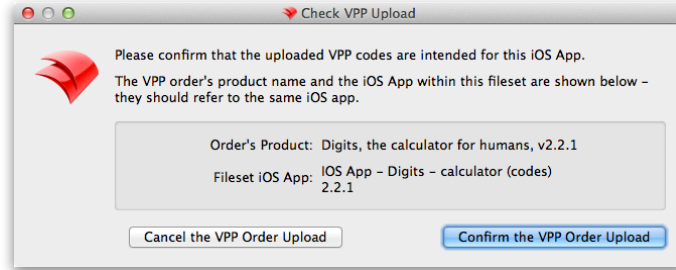 Check VPP Upload
Please confirm that the uploaded VPP codes are intended for this iOS App.
The VPP order's product name and the iOS App within this fileset are shown below –
they should refer to the same iOS app.
Order's Product: Digits, the calculator for humans, v2.2.1
Fileset iOS App: IOS App – Digits – calculator (codes)
2.2.1
Cancel the VPP Order Upload
Confirm the VPP Order Upload